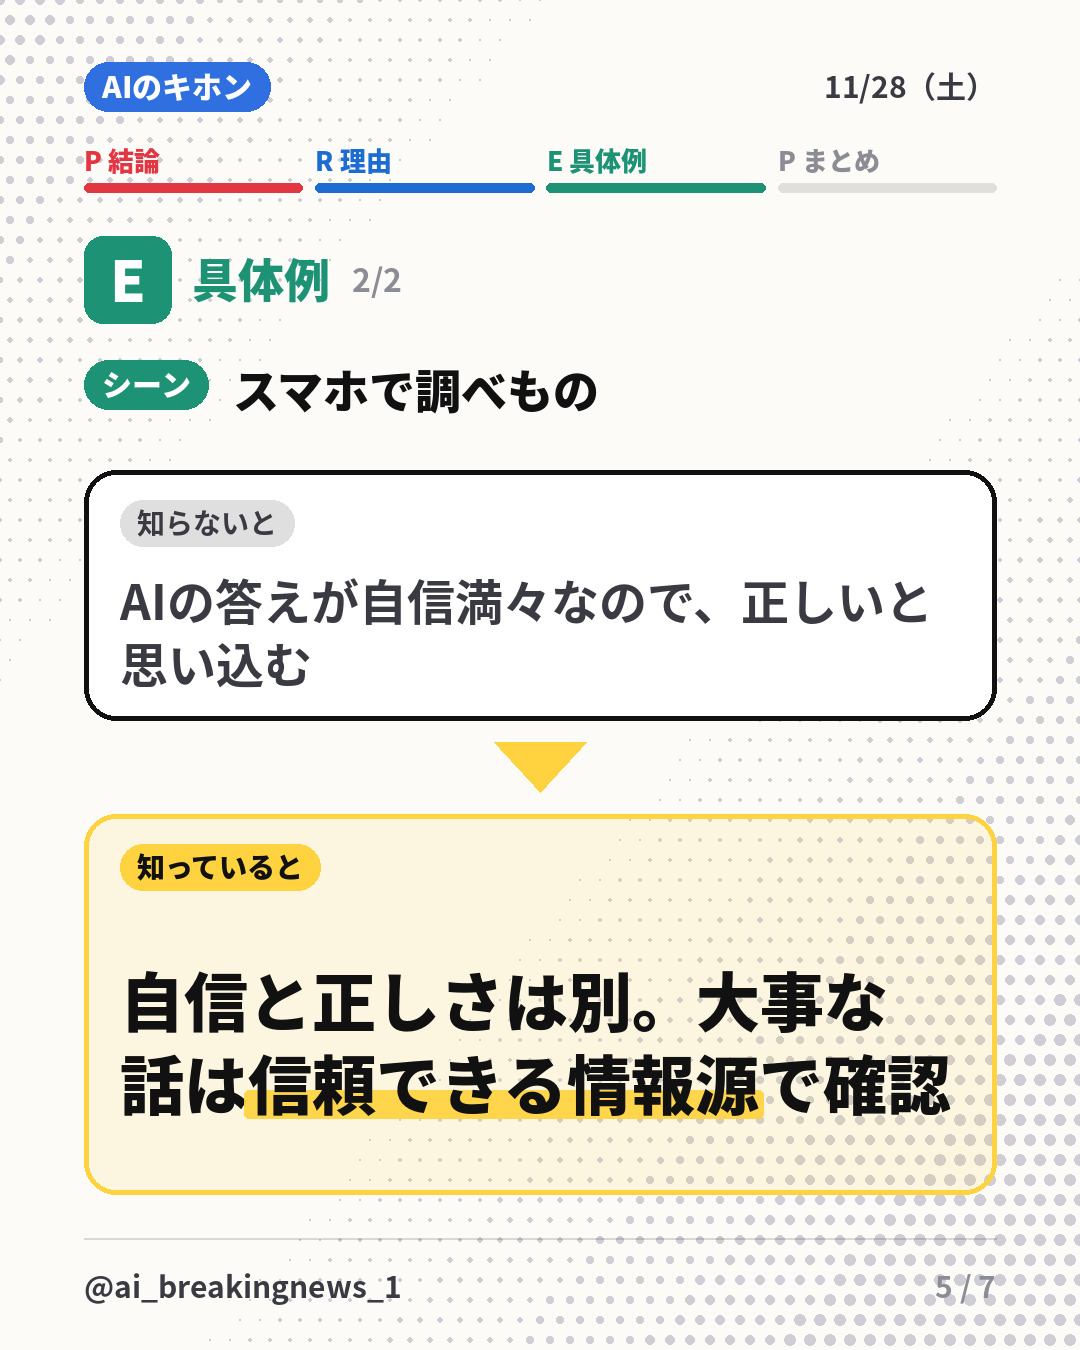 AIのキホン
11/28（土）
P 結論
R 理由
E 具体例
P まとめ
E 具体例 2/2
シーン スマホで調べもの
知らないと
AIの答えが自信満々なので、正しいと
思い込む
知っていると
自信と正しさは別。大事な
話は信頼できる情報源で確認
@ai_breakingnews_1
5 / 7